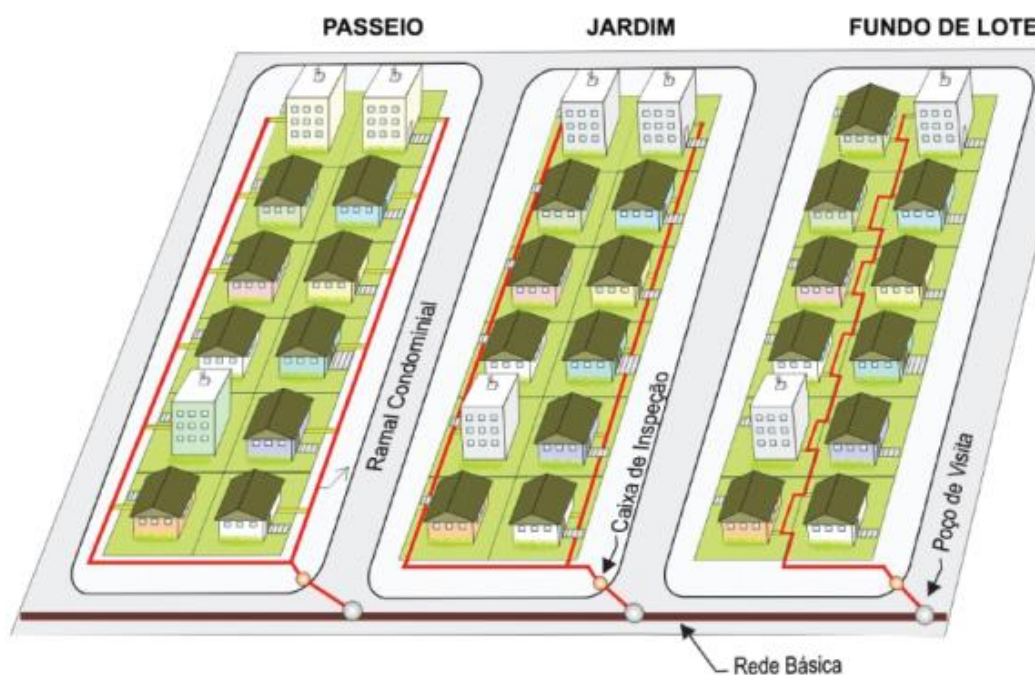 PASSEIO
JARDIM
FUNDO DE LOTE
Ramal Condominial
Caixa de Inspeção
Poço de Visita
Rede Básica